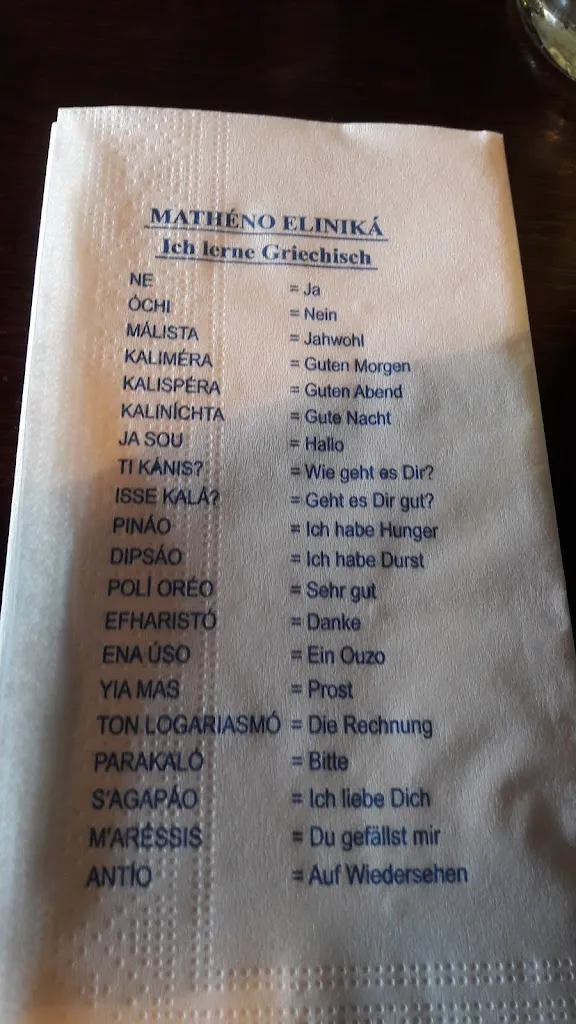 MATHÉNO ELINIKÁ
Ich lerne Griechisch
NE = Ja
ÓCHI = Nein
MÁLISTA = Jahwohl
KALIMÉRA = Guten Morgen
KALISPÉRA = Guten Abend
KALINÍCHTA = Gute Nacht
JA SOU = Hallo
TI KÁNIS? = Wie geht es Dir?
ISSE KALÁ? = Geht es Dir gut?
PINÁO = Ich habe Hunger
DIPSÁO = Ich habe Durst
POLÍ ORÉO = Sehr gut
EFHARISTÓ = Danke
ENA ÚSO = Ein Ouzo
YIA MAS = Prost
TON LOGARIASMÓ = Die Rechnung
PARAKALÓ = Bitte
S'AGAPÁO = Ich liebe Dich
M'ARÉSSIS = Du gefällst mir
ANTÍO = Auf Wiedersehen